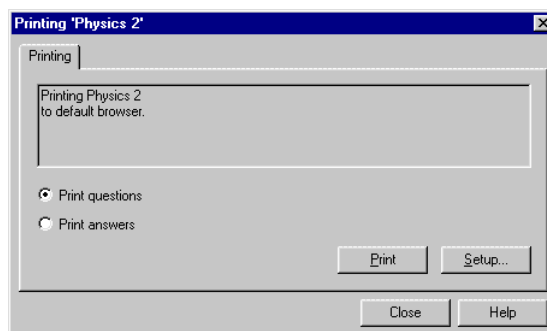 Printing 'Physics 2'
Printing
Printing Physics 2
to default browser.
Print questions
Print answers
Print
Setup...
Close
Help